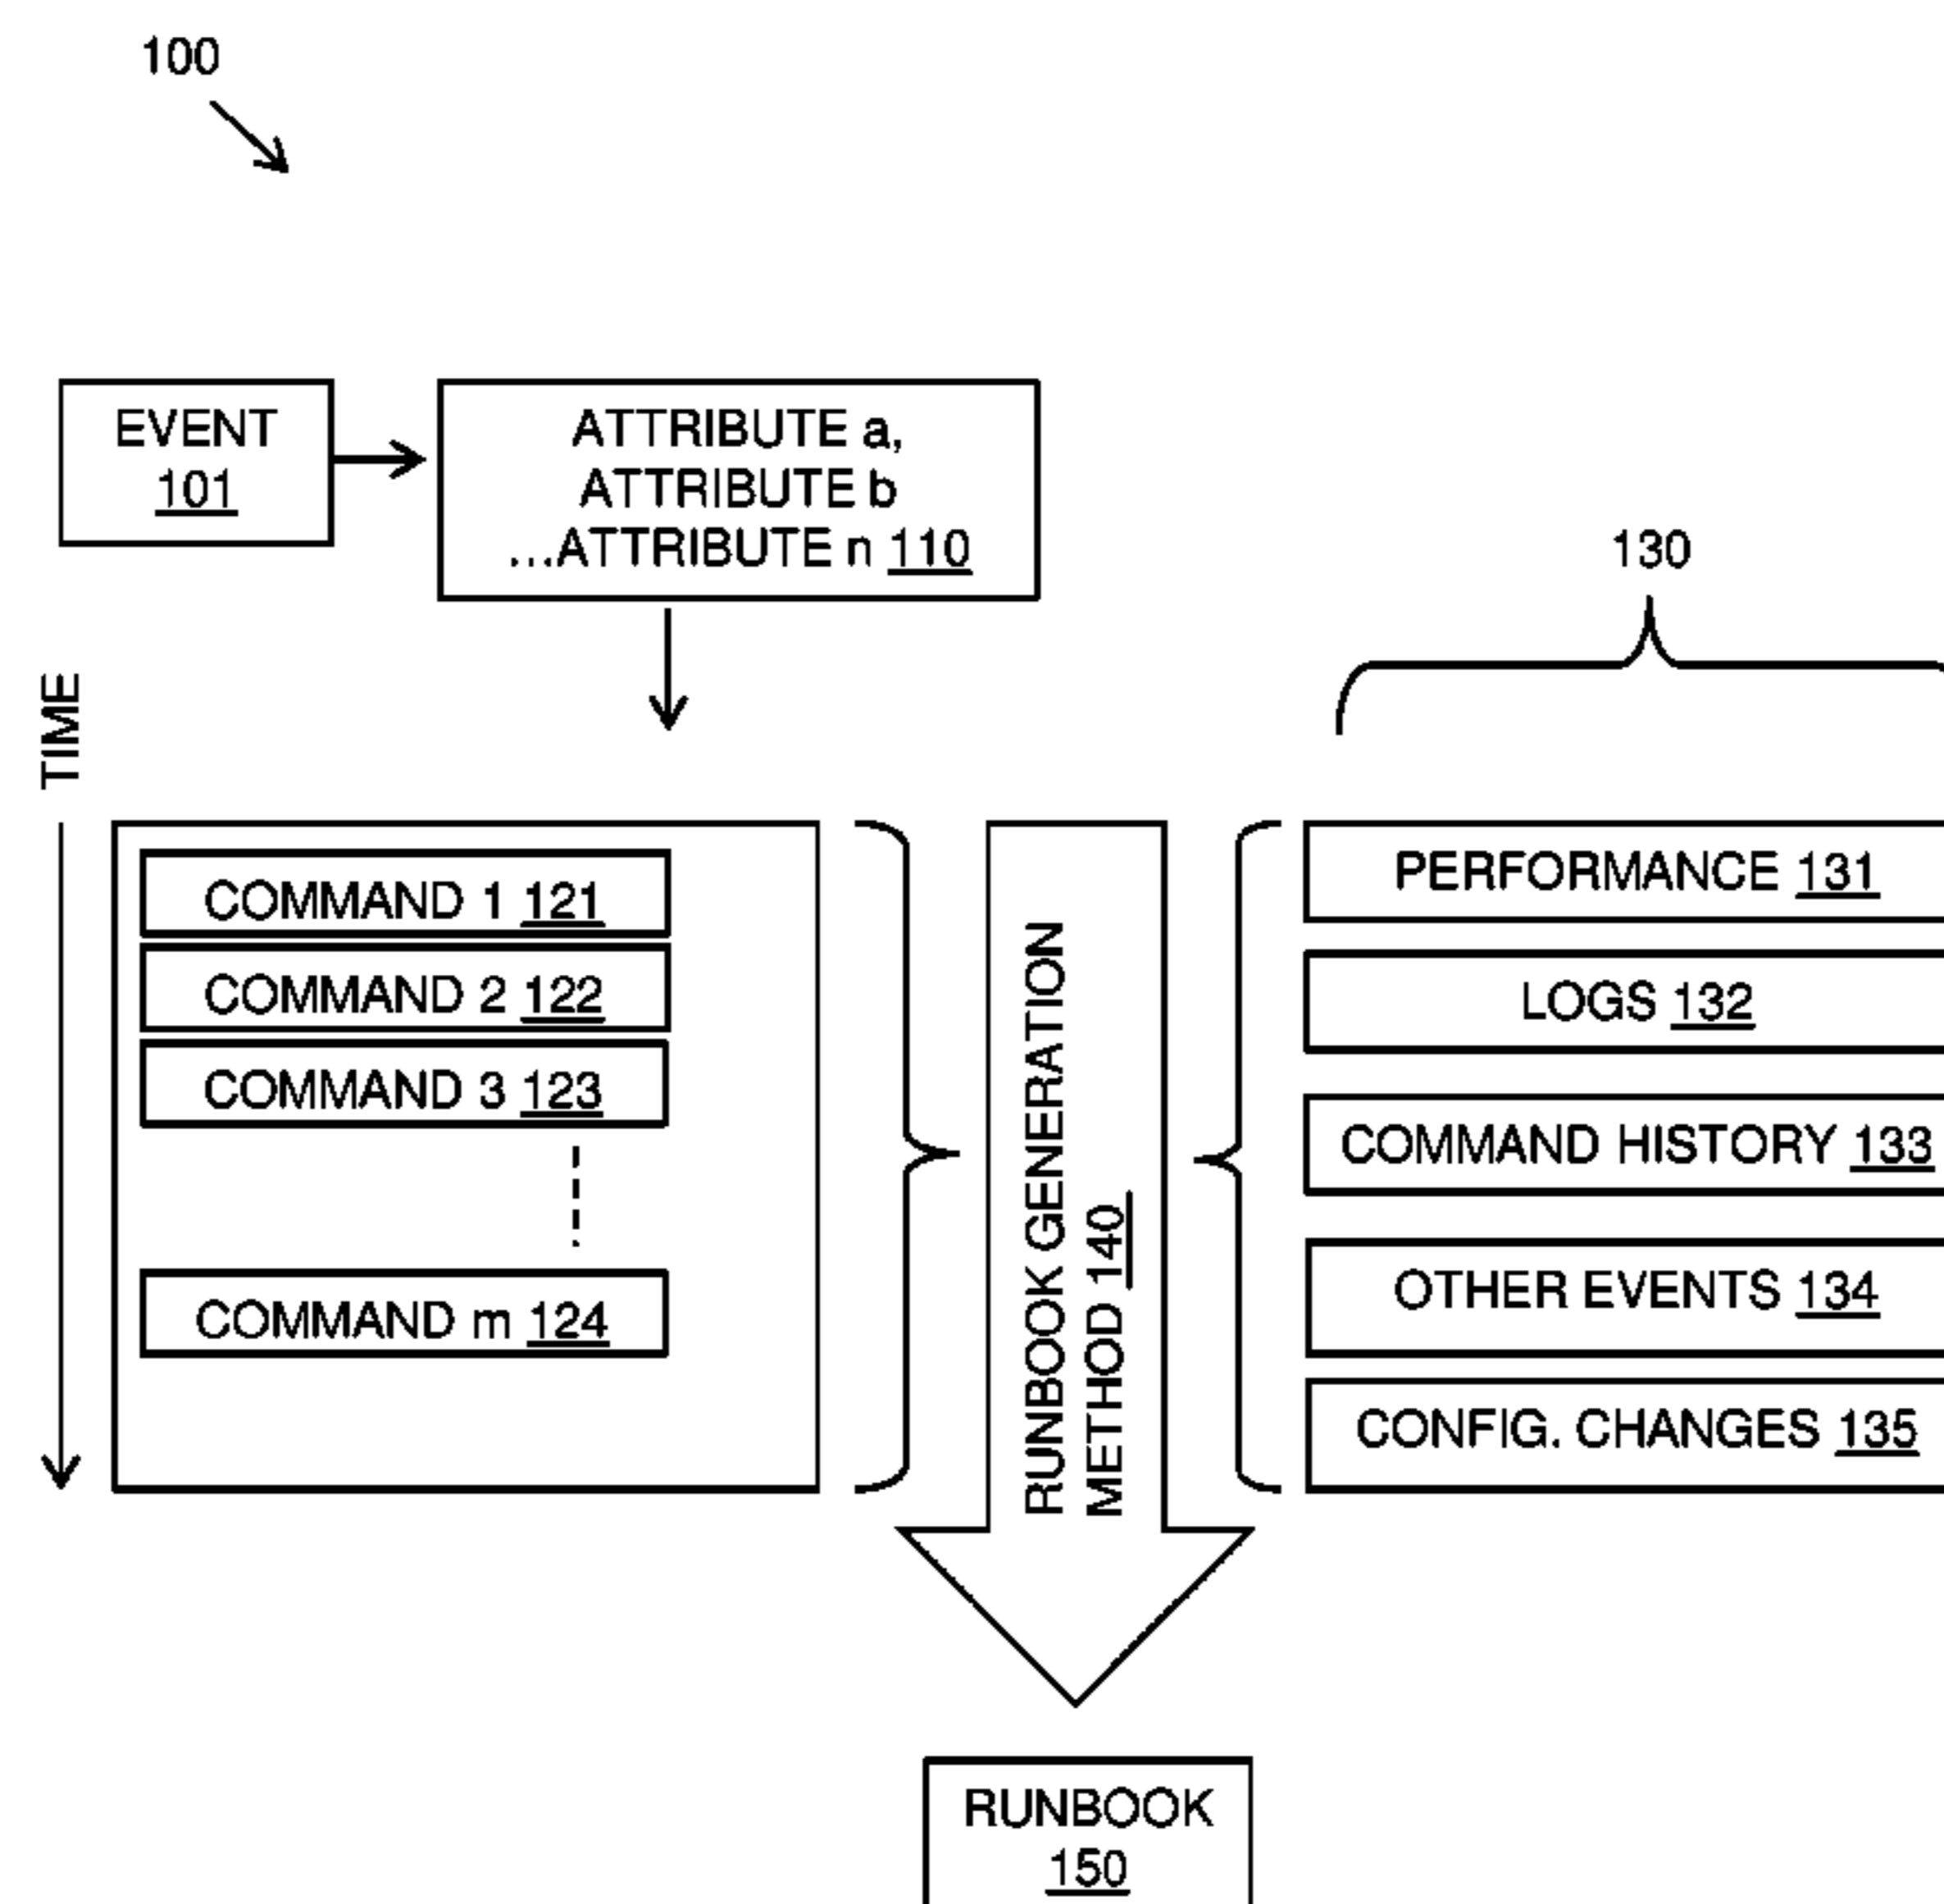 100
EVENT
101
ATTRIBUTE a,
ATTRIBUTE b
...ATTRIBUTE n 110
130
TIME
COMMAND 1 121
COMMAND 2 122
COMMAND 3 123
COMMAND m 124
RUNBOOK GENERATION
METHOD 140
PERFORMANCE 131
LOGS 132
COMMAND HISTORY 133
OTHER EVENTS 134
CONFIG. CHANGES 135
RUNBOOK
150